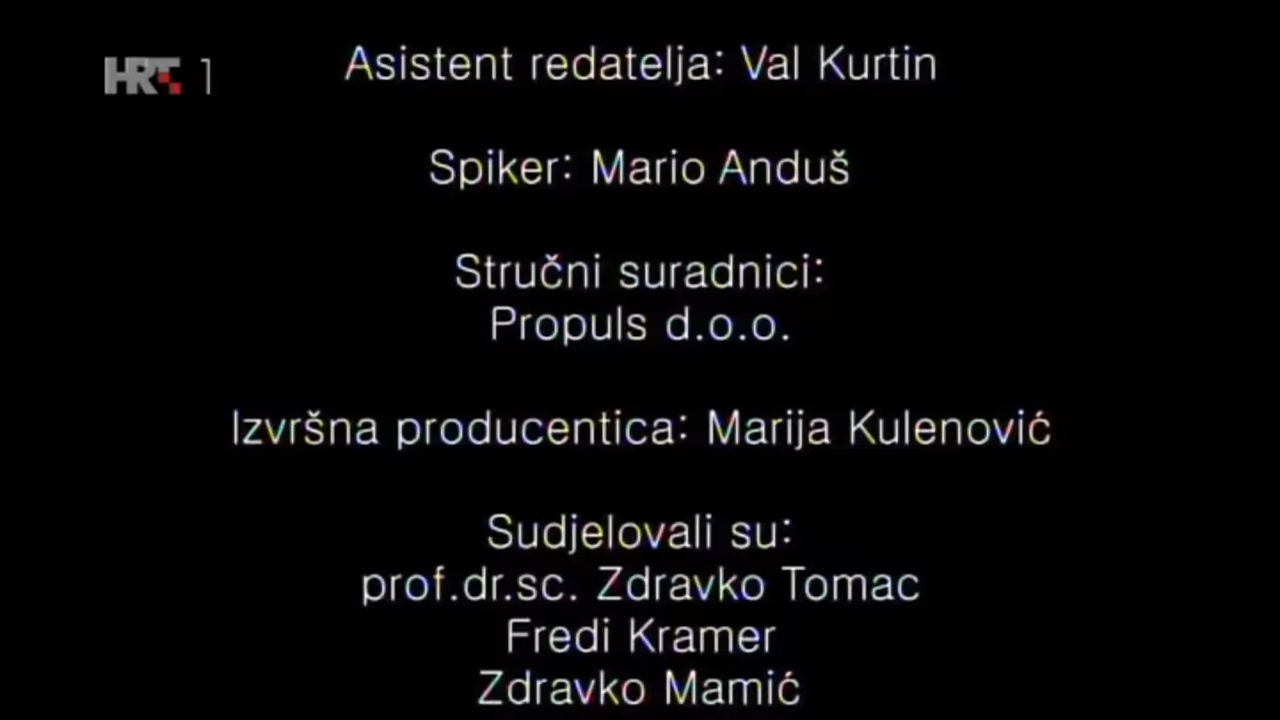 HRT 1
Asistent redatelja: Val Kurtin
Spiker: Mario Anduš
Stručni suradnici:
Propuls d.o.o.
Izvršna producentica: Marija Kulenović
Sudjelovali su:
prof.dr.sc. Zdravko Tomac
Fredi Kramer
Zdravko Mamić